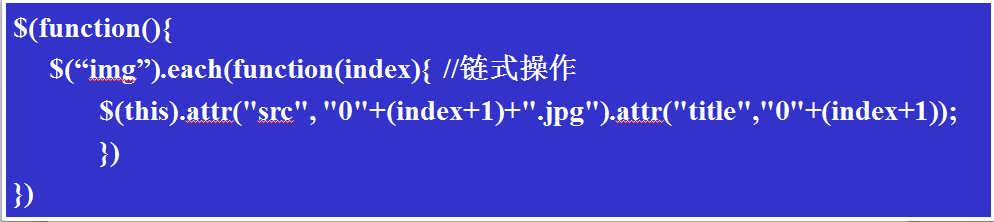 $(function(){
$(“img”).each(function(index){ //链式操作
$(this).attr("src", "0"+(index+1)+".jpg").attr("title","0"+(index+1));
})
})